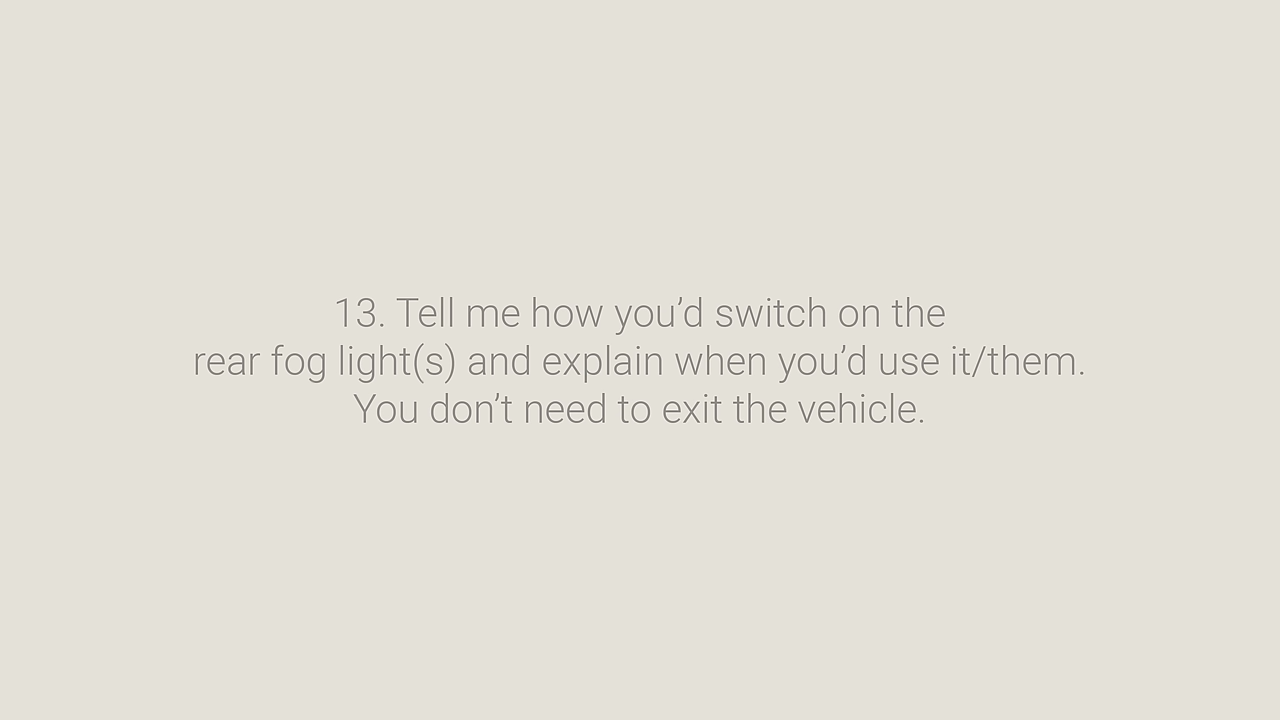 13. Tell me how you’d switch on the
rear fog light(s) and explain when you’d use it/them.
You don’t need to exit the vehicle.